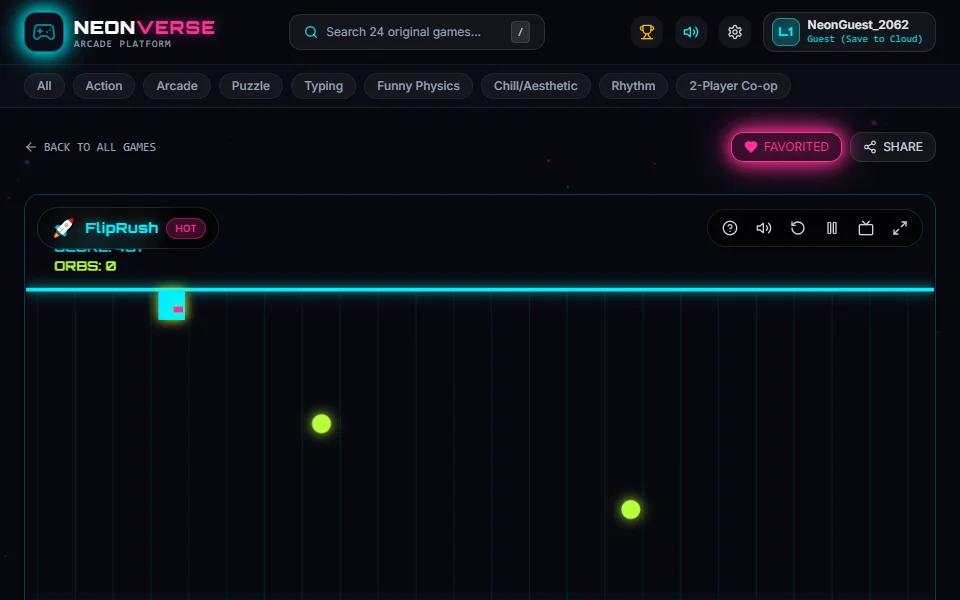 NEONVERSE
ARCADE PLATFORM
Search 24 original games...
/
L1
NeonGuest_2062
Guest (Save to Cloud)
All
Action
Arcade
Puzzle
Typing
Funny Physics
Chill/Aesthetic
Rhythm
2-Player Co-op
BACK TO ALL GAMES
FAVORITED
SHARE
FlipRush
HOT
ORBS: 0